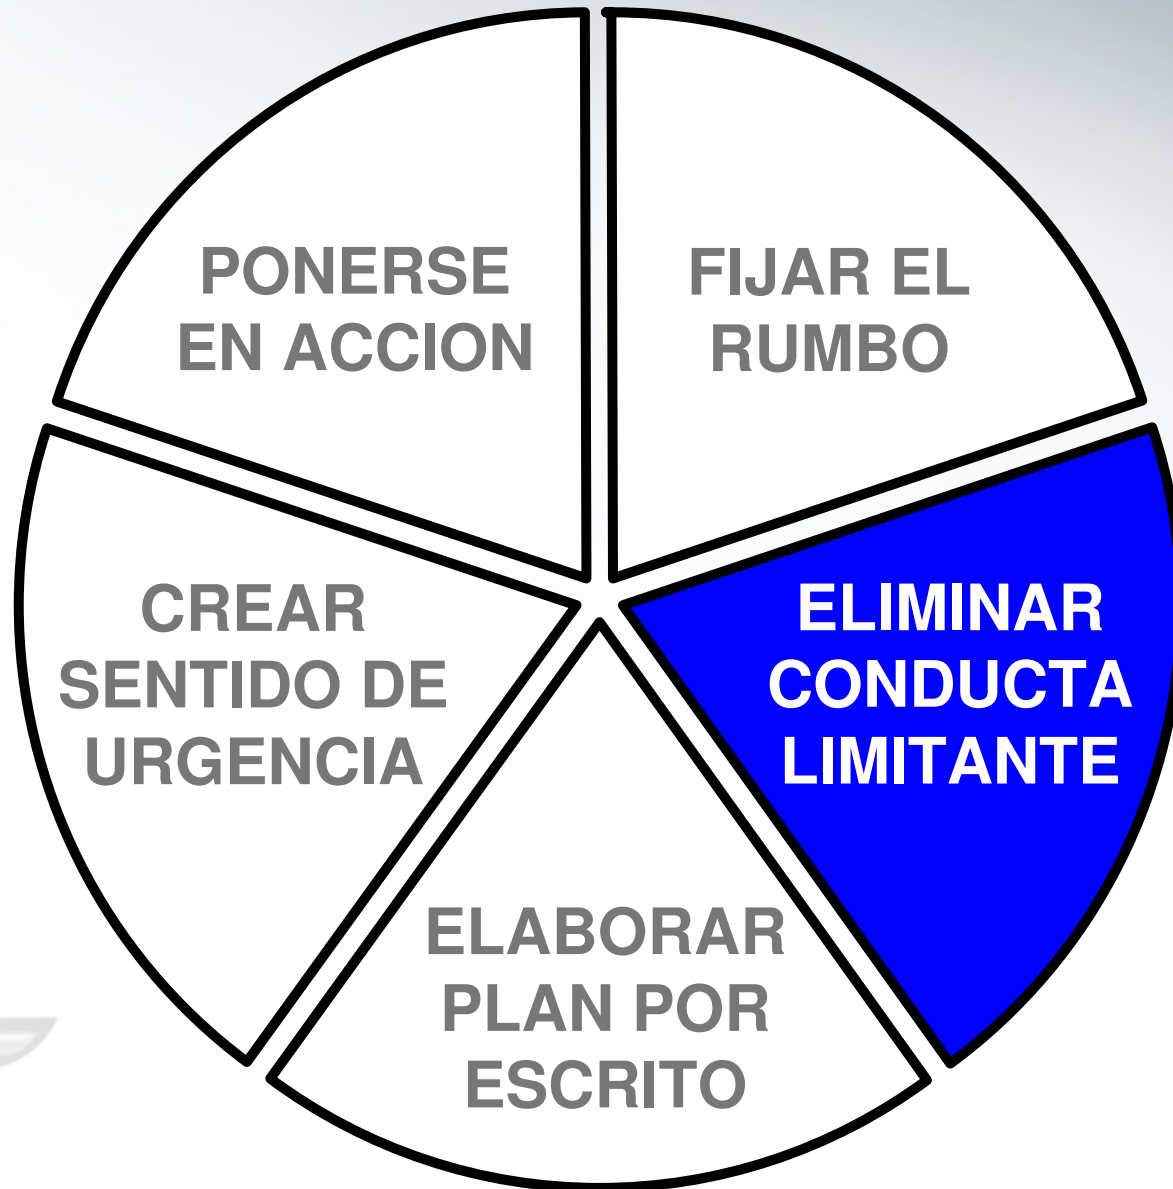 PONERSE
EN ACCION
FIJAR EL
RUMBO
CREAR
SENTIDO DE
URGENCIA
ELIMINAR
CONDUCTA
LIMITANTE
ELABORAR
PLAN POR
ESCRITO